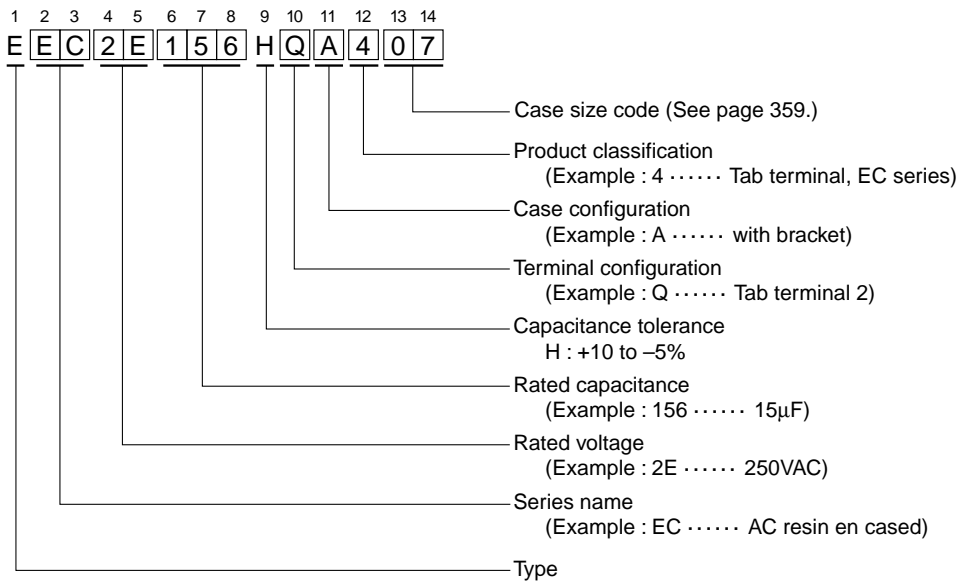 1 2 3 4 5 6 7 8 9 10 11 12 13 14
E E C 2 E 1 5 6 H Q A 4 0 7
Case size code (See page 359.)
Product classification
(Example : 4 ······ Tab terminal, EC series)
Case configuration
(Example : A ······ with bracket)
Terminal configuration
(Example : Q ······ Tab terminal 2)
Capacitance tolerance
H : +10 to –5%
Rated capacitance
(Example : 156 ······ 15μF)
Rated voltage
(Example : 2E ······ 250VAC)
Series name
(Example : EC ······ AC resin en cased)
Type